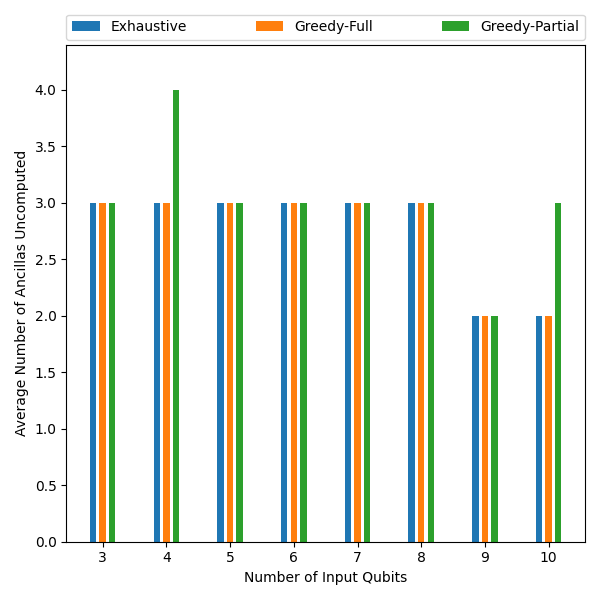 Exhaustive Greedy-Full Greedy-Partial
Average Number of Ancillas Uncomputed
4.0
3.5
3.0
2.5
2.0
1.5
1.0
0.5
0.0
3 4 5 6 7 8 9 10
Number of Input Qubits